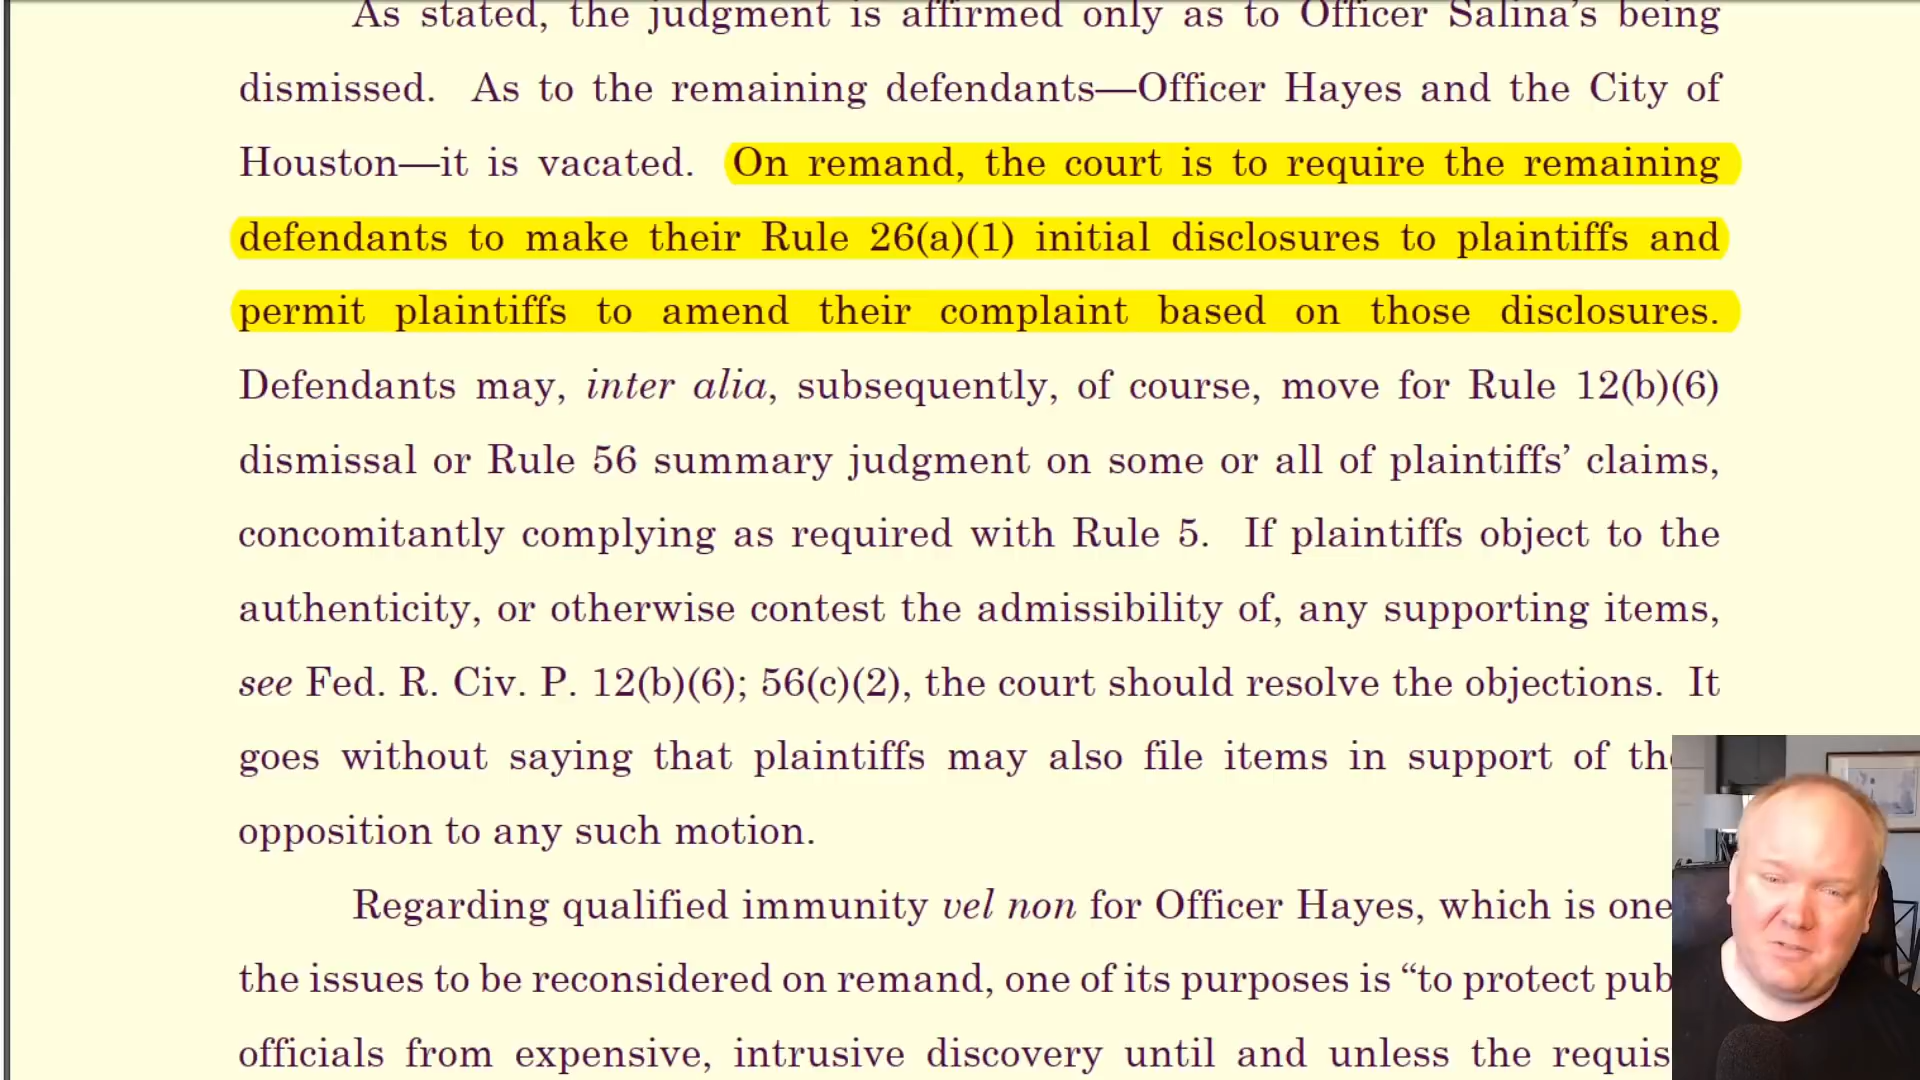 As stated, the judgment is affirmed only as to Officer Salina’s being
dismissed. As to the remaining defendants—Officer Hayes and the City of
Houston—it is vacated. On remand, the court is to require the remaining
defendants to make their Rule 26(a)(1) initial disclosures to plaintiffs and
permit plaintiffs to amend their complaint based on those disclosures.
Defendants may, inter alia, subsequently, of course, move for Rule 12(b)(6)
dismissal or Rule 56 summary judgment on some or all of plaintiffs’ claims,
concomitantly complying as required with Rule 5. If plaintiffs object to the
authenticity, or otherwise contest the admissibility of, any supporting items,
see Fed. R. Civ. P. 12(b)(6); 56(c)(2), the court should resolve the objections. It
goes without saying that plaintiffs may also file items in support of
opposition to any such motion.
Regarding qualified immunity vel non for Officer Hayes, which is one
the issues to be reconsidered on remand, one of its purposes is “to protect
officials from expensive, intrusive discovery until and unless the